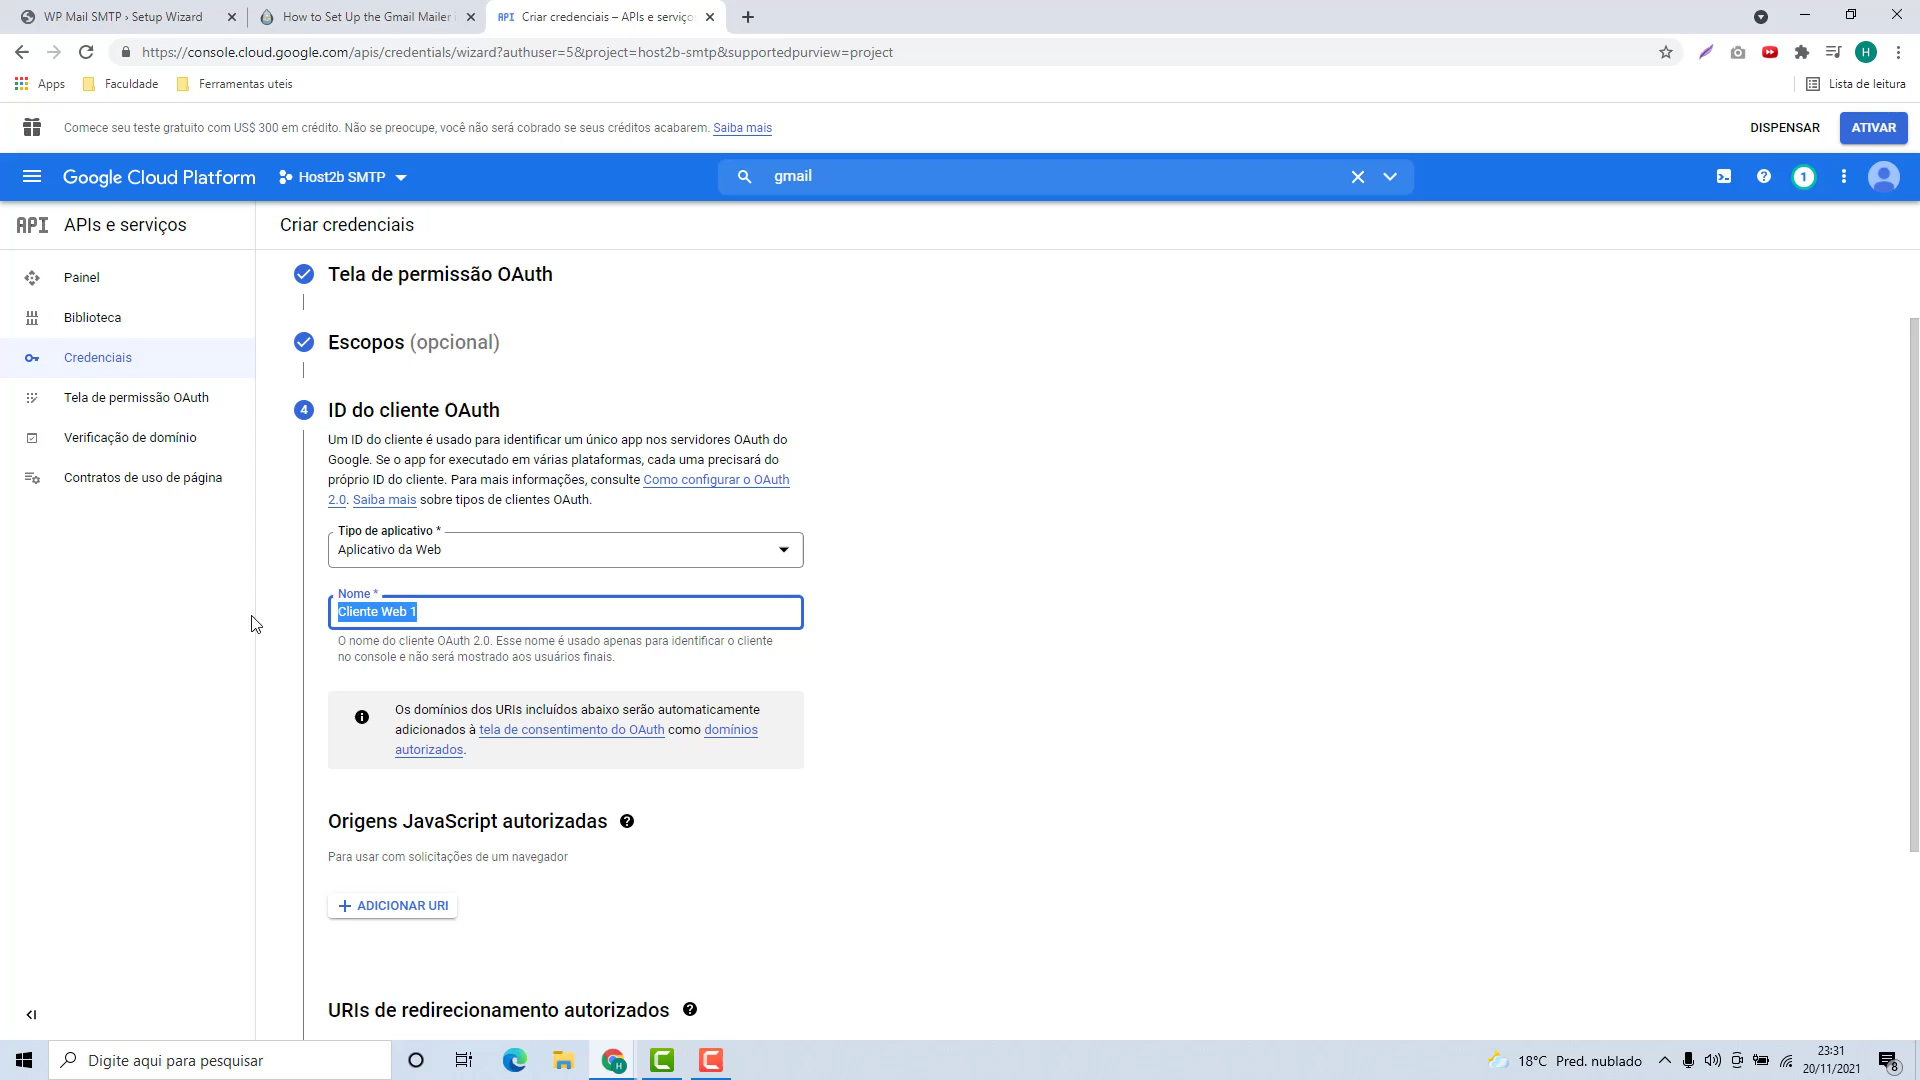 WP Mail SMTP › Setup Wizard
How to Set Up the Gmail Mailer
API Criar credenciais – APIs e serviço
https://console.cloud.google.com/apis/credentials/wizard?authuser=5&project=host2b-smtp&supportedpurview=project
H
Apps
Faculdade
Ferramentas uteis
Lista de leitura
Comece seu teste gratuito com US$ 300 em crédito. Não se preocupe, você não será cobrado se seus créditos acabarem. Saiba mais
DISPENSAR
ATIVAR
Google Cloud Platform
Host2b SMTP
gmail
1
API APIs e serviços
Criar credenciais
Painel
Biblioteca
Credenciais
Tela de permissão OAuth
Verificação de domínio
Contratos de uso de página
Tela de permissão OAuth
Escopos (opcional)
4 ID do cliente OAuth
Um ID do cliente é usado para identificar um único app nos servidores OAuth do
Google. Se o app for executado em várias plataformas, cada uma precisará do
próprio ID do cliente. Para mais informações, consulte Como configurar o OAuth
2.0. Saiba mais sobre tipos de clientes OAuth.
Tipo de aplicativo *
Aplicativo da Web
Nome *
Cliente Web 1
O nome do cliente OAuth 2.0. Esse nome é usado apenas para identificar o cliente
no console e não será mostrado aos usuários finais.
Os domínios dos URIs incluídos abaixo serão automaticamente
adicionados à tela de consentimento do OAuth como domínios
autorizados.
Origens JavaScript autorizadas
Para usar com solicitações de um navegador
+ ADICIONAR URI
URIs de redirecionamento autorizados
Digite aqui para pesquisar
18°C Pred. nublado
23:31
20/11/2021
8